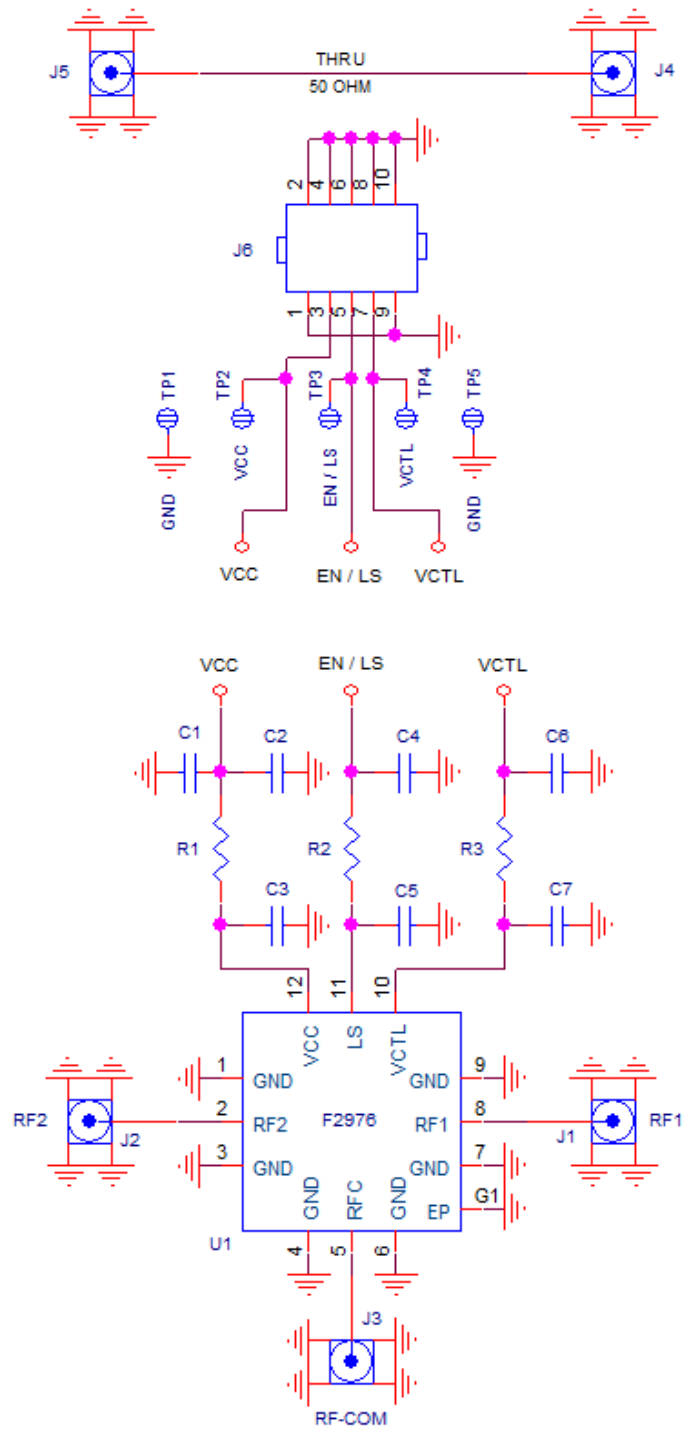 J5
THRU
50 OHM
J4
2
4
6
8
10
J6
1
3
5
7
9
TP1
TP2
TP3
TP4
TP5
GND
VCC
EN / LS
VCTL
GND
VCC
EN / LS
VCTL
VCC
EN / LS
VCTL
C1
C2
C4
C6
R1
R2
R3
C3
C5
C7
12
11
10
VCC
LS
VCTL
1
GND
GND
9
RF2
J2
2
RF2
F2976
RF1
8
J1
RF1
3
GND
GND
7
GND
RFC
GND
EP
G1
U1
4
5
6
J3
RF-COM